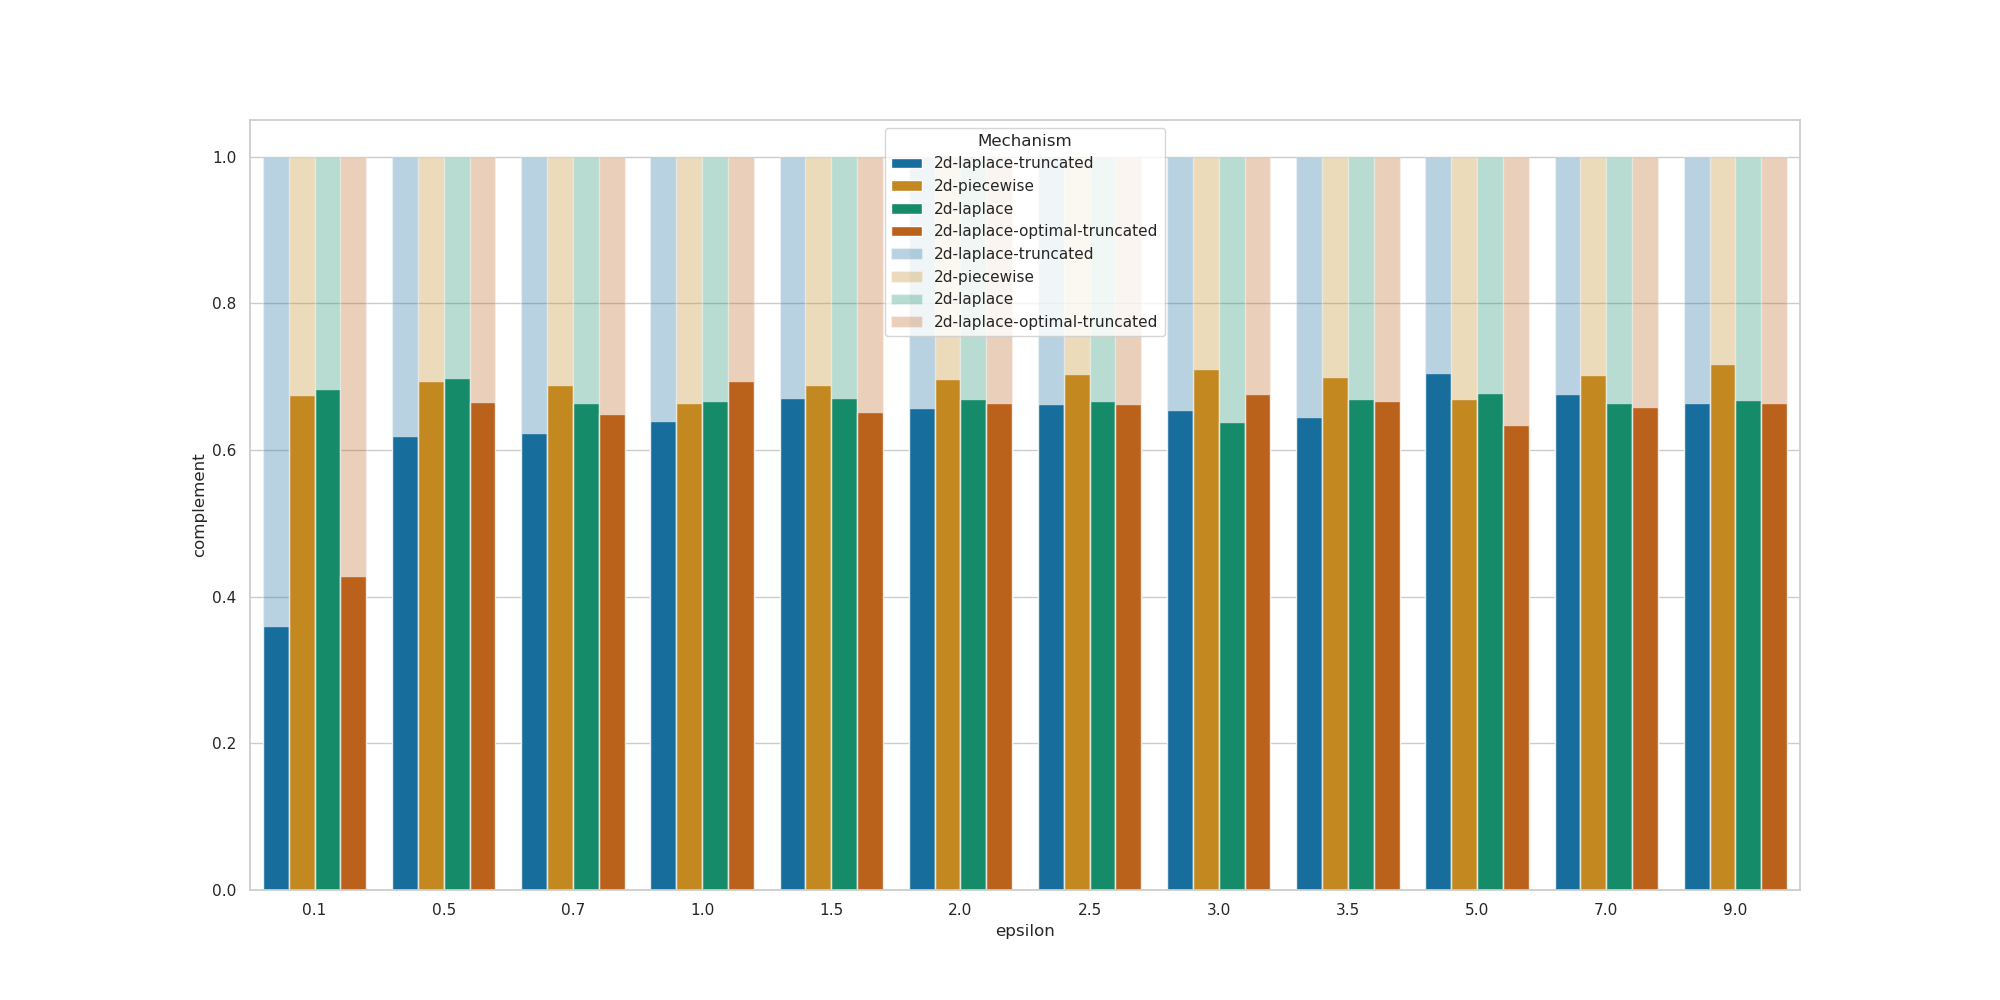 Mechanism
2d-laplace-truncated
2d-piecewise
2d-laplace
2d-laplace-optimal-truncated
2d-laplace-truncated
2d-piecewise
2d-laplace
2d-laplace-optimal-truncated
1.0
0.8
0.6
0.4
0.2
0.0
complement
0.1 0.5 0.7 1.0 1.5 2.0 2.5 3.0 3.5 5.0 7.0 9.0
epsilon